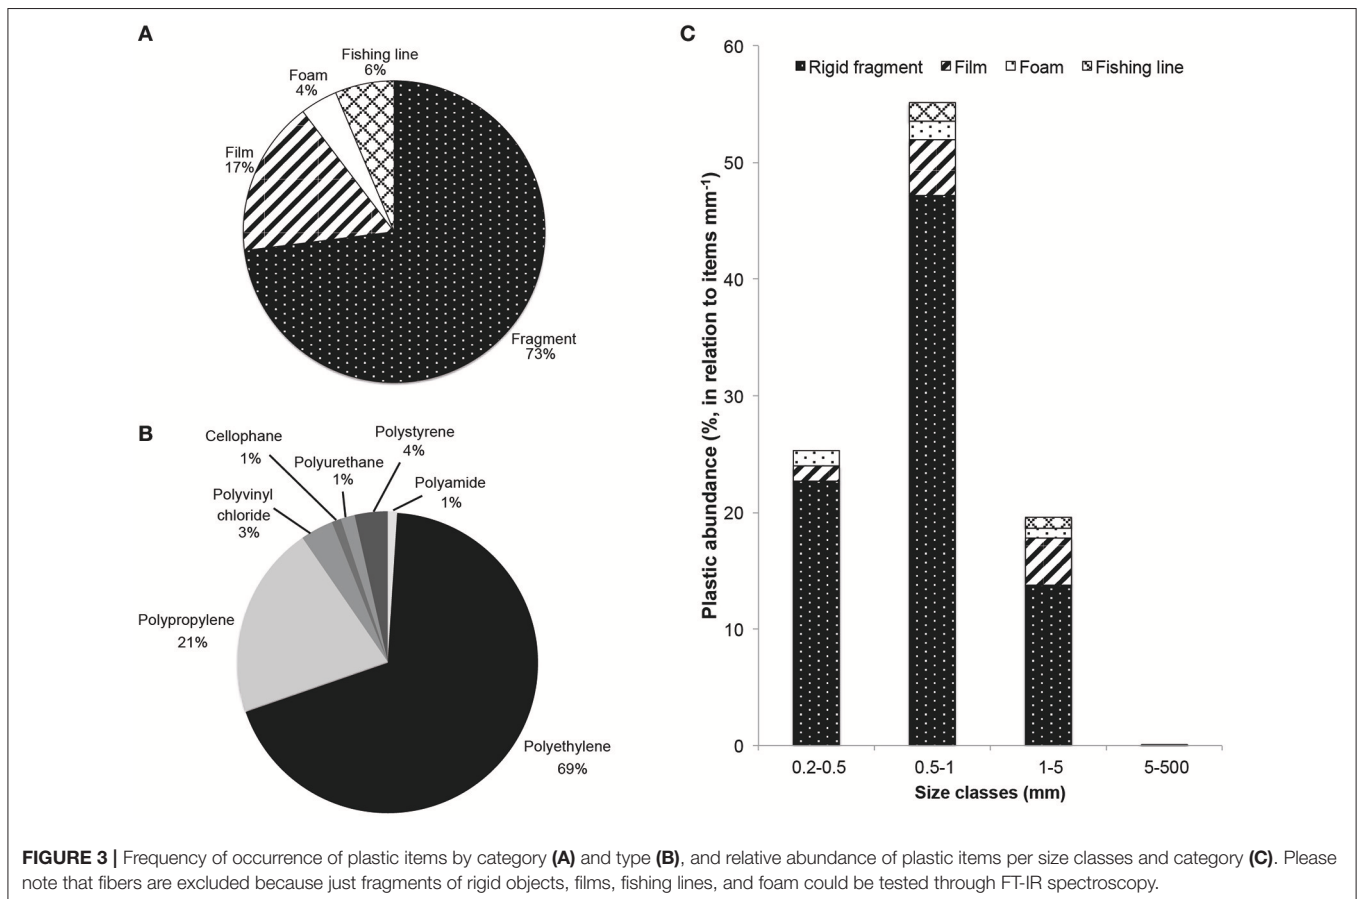 A
Fishing line
6%
Foam
4%
Film
17%
Fragment
73%
B
Cellophane
1%
Polystyrene
4%
Polyurethane
1%
Polyamide
1%
Polyvinyl
chloride
3%
Polypropylene
21%
Polyethylene
69%
C
Plastic abundance (%, in relation to items mm-1)
60
50
40
30
20
10
0
Rigid fragment Film Foam Fishing line
0.2-0.5 0.5-1 1-5 5-500
Size classes (mm)
FIGURE 3 | Frequency of occurrence of plastic items by category (A) and type (B), and relative abundance of plastic items per size classes and category (C). Please
note that fibers are excluded because just fragments of rigid objects, films, fishing lines, and foam could be tested through FT-IR spectroscopy.